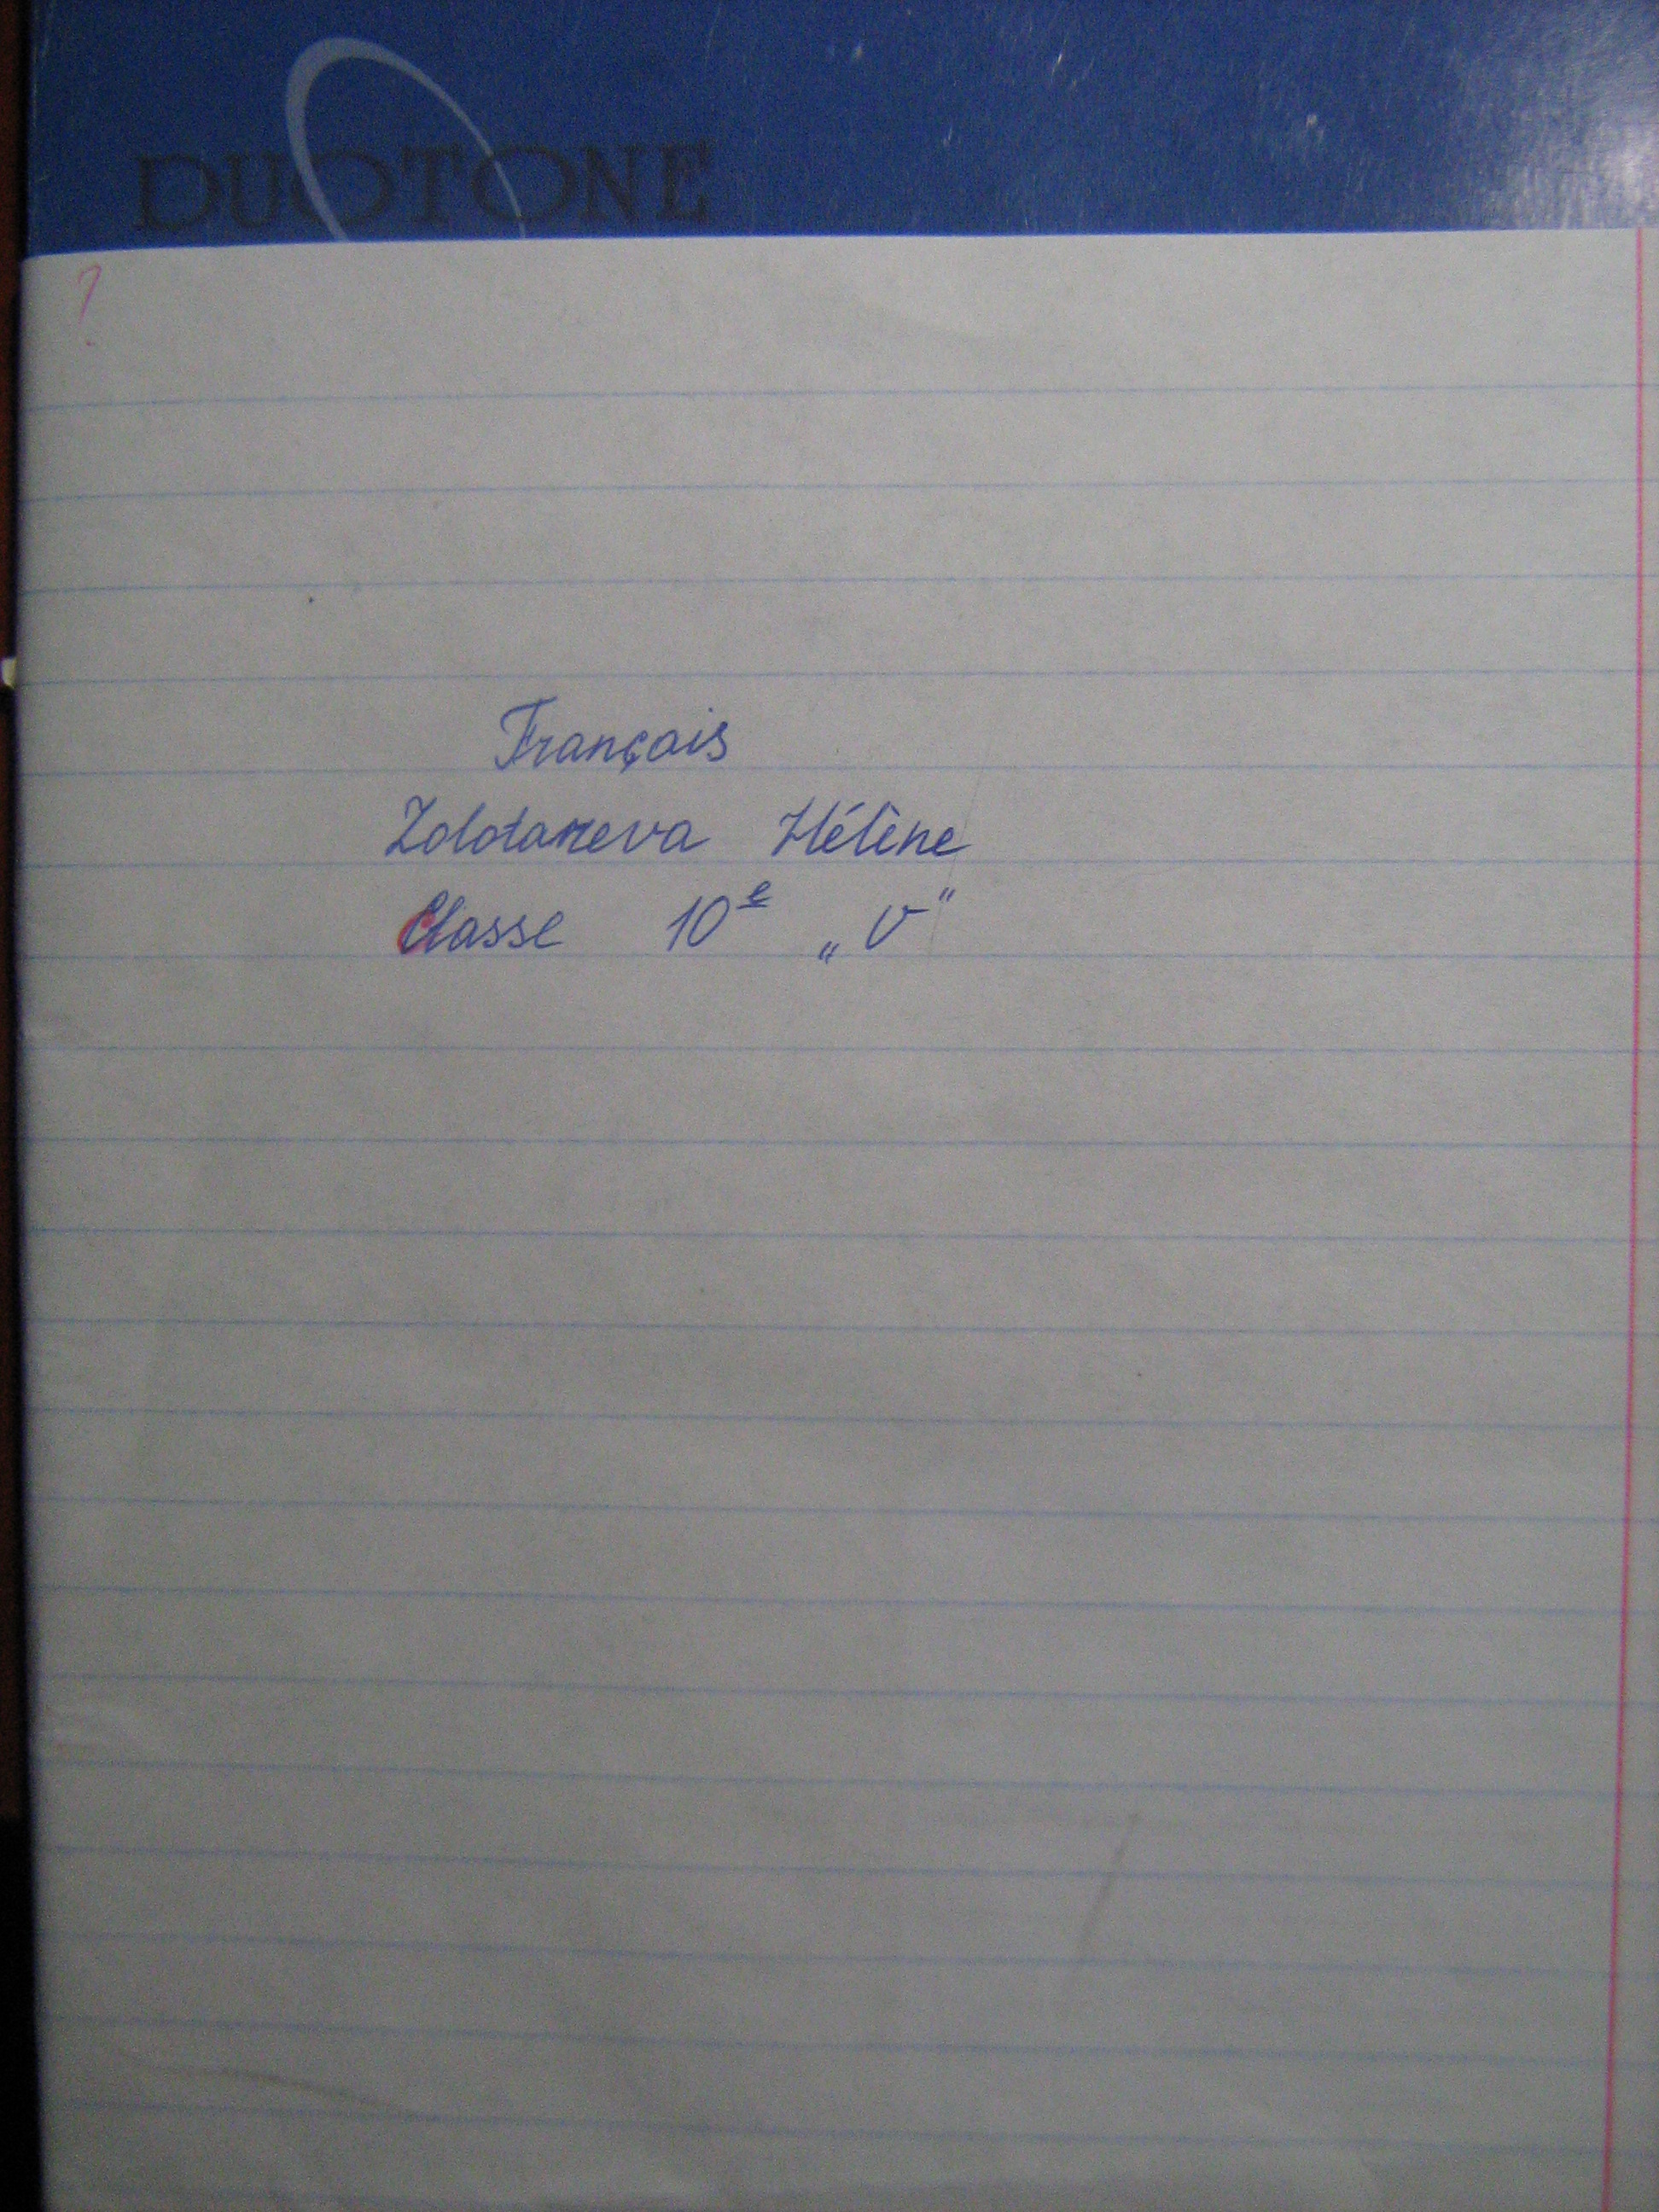 DUOTONE
?
Français
Zolotareva Hélène
Classe 10e „V“